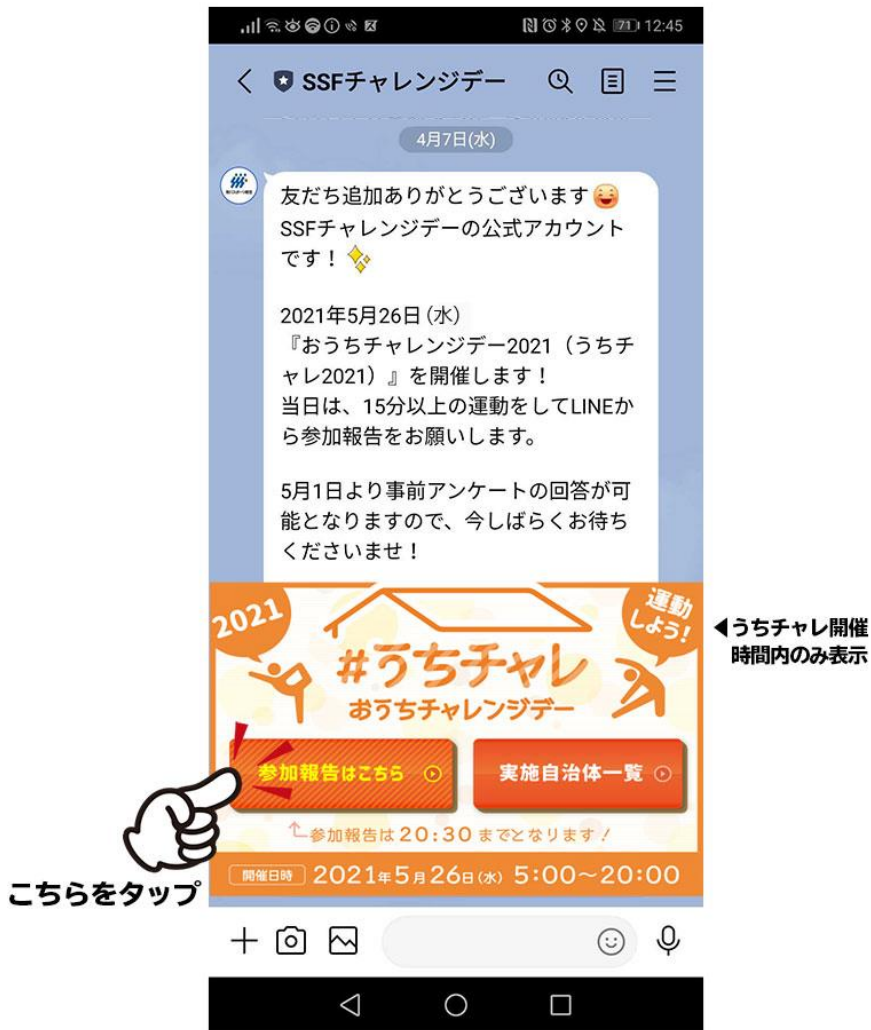 71 12:45
SSFチャレンジデー
4月7日(水)
友だち追加ありがとうございます
SSFチャレンジデーの公式アカウント
です！
2021年5月26日(水)
『おうちチャレンジデー2021（うちチ
ャレ2021）』を開催します！
当日は、15分以上の運動をしてLINEか
ら参加報告をお願いします。
5月1日より事前アンケートの回答が可
能となりますので、今しばらくお待ち
くださいませ！
2021
運動
しよう!
#うちチャレ
おうちチャレンジデー
◀うちチャレ開催
時間内のみ表示
参加報告はこちら
実施自治体一覧
参加報告は20:30までとなります！
こちらをタップ
開催日時 2021年5月26日(水) 5:00～20:00